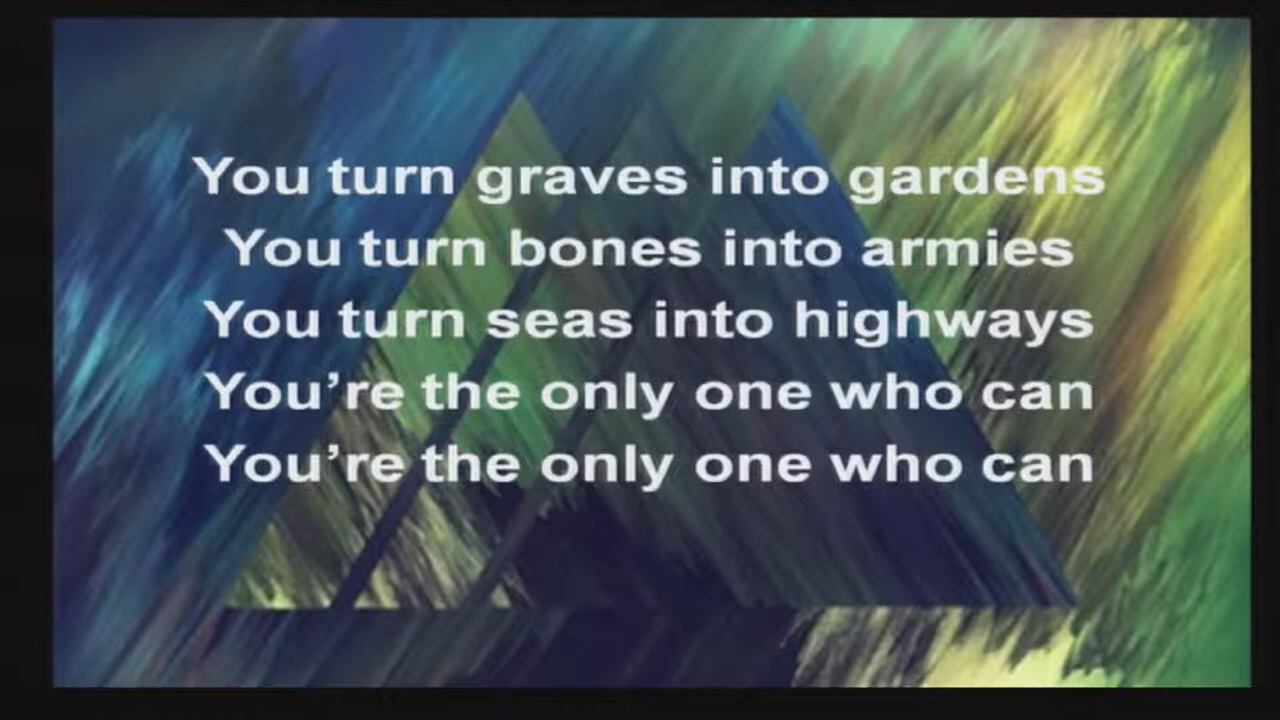 You turn graves into gardens
You turn bones into armies
You turn seas into highways
You’re the only one who can
You’re the only one who can